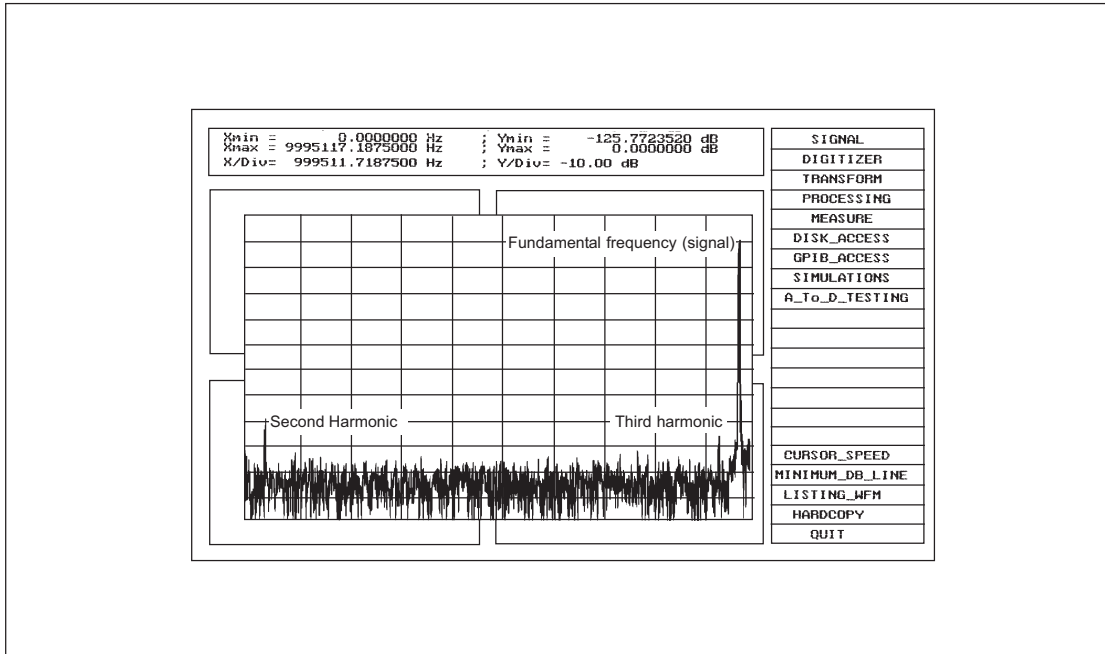 Xmin = 0.0000000 Hz ; Ymin = -125.7723520 dB
Xmax = 9995117.1875000 Hz ; Ymax = 0.0000000 dB
X/Div= 999511.7187500 Hz ; Y/Div= -10.00 dB
Fundamental frequency (signal)
Second Harmonic
Third harmonic
SIGNAL
DIGITIZER
TRANSFORM
PROCESSING
MEASURE
DISK_ACCESS
GPIB_ACCESS
SIMULATIONS
A_To_D_TESTING
CURSOR_SPEED
MINIMUM_DB_LINE
LISTING_WFM
HARDCOPY
QUIT